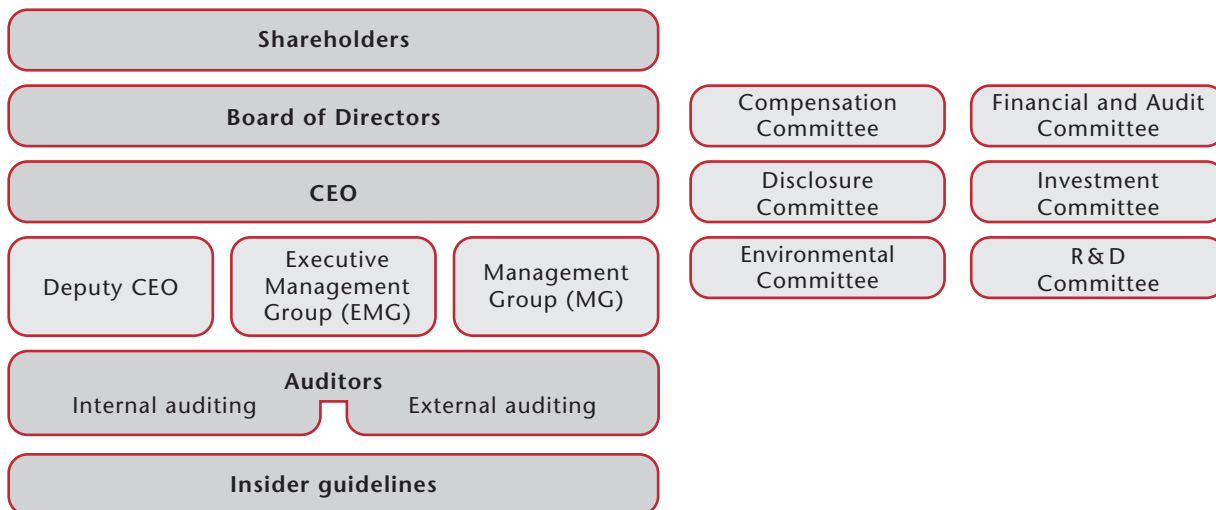 Shareholders
Board of Directors
Compensation
Committee
Financial and Audit
Committee
CEO
Disclosure
Committee
Investment
Committee
Deputy CEO
Executive
Management
Group (EMG)
Management
Group (MG)
Environmental
Committee
R & D
Committee
Auditors
Internal auditing
External auditing
Insider guidelines